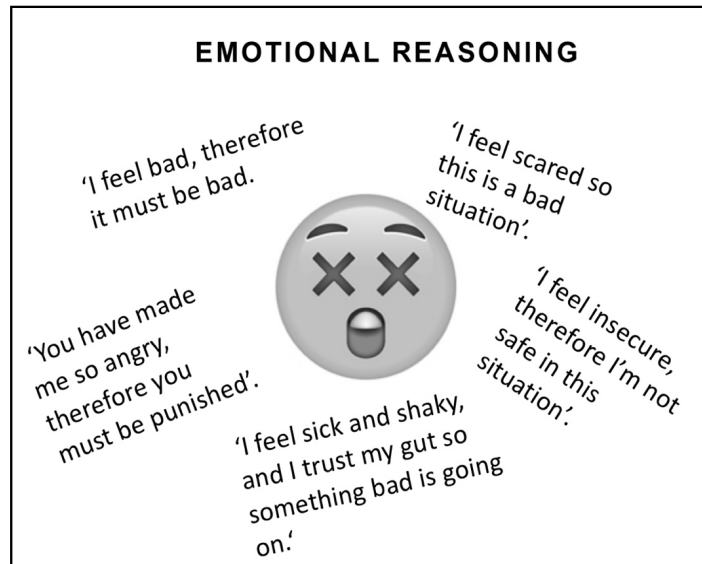 EMOTIONAL REASONING
‘I feel bad, therefore
it must be bad.
‘I feel scared so
this is a bad
situation’.
‘You have made
me so angry,
therefore you
must be punished’.
‘I feel insecure,
therefore I’m not
safe in this
situation’.
‘I feel sick and shaky,
and I trust my gut so
something bad is going
on.‘